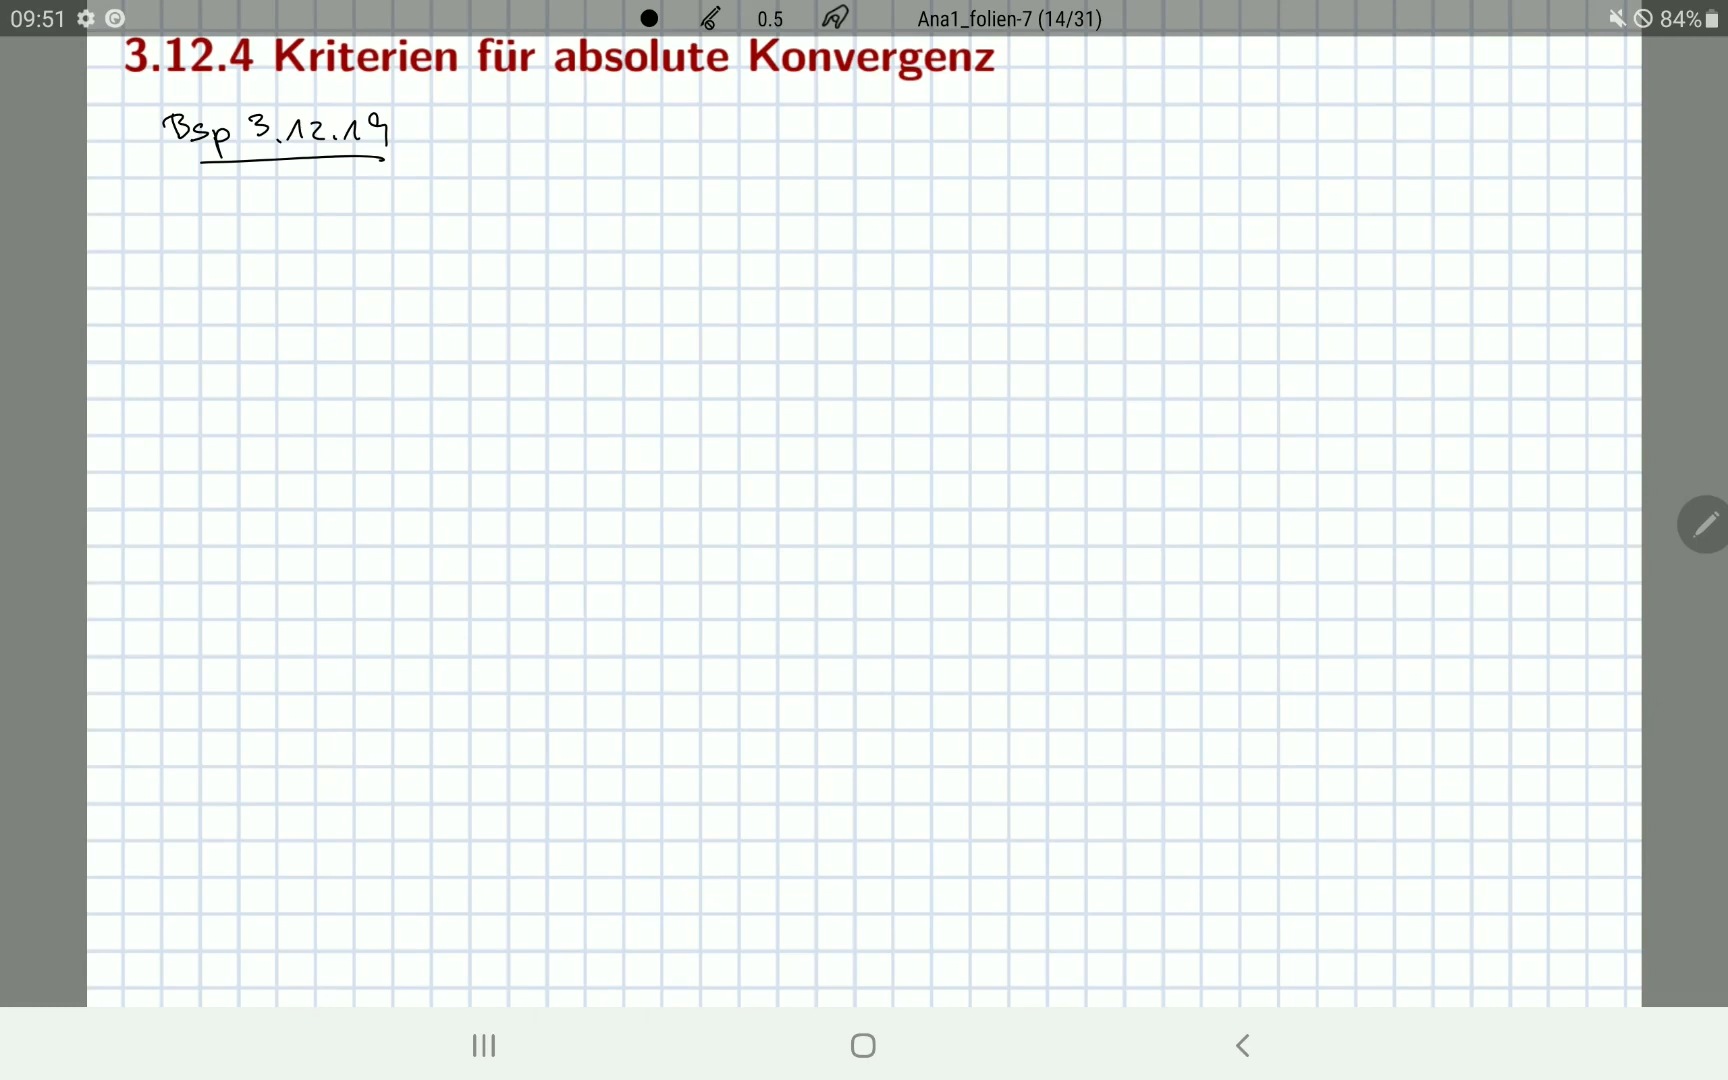 09:51 0.5 Ana1_folien-7 (14/31) 84%
3.12.4 Kriterien für absolute Konvergenz
Bsp 3.12.19